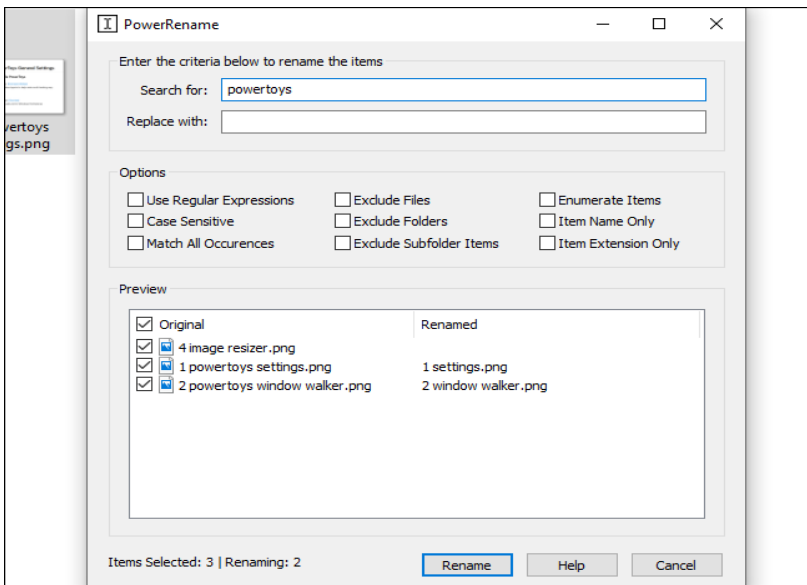 PowerRename
Enter the criteria below to rename the items
Search for: powertoys
Replace with:
Options
Use Regular Expressions Exclude Files Enumerate Items
Case Sensitive Exclude Folders Item Name Only
Match All Occurences Exclude Subfolder Items Item Extension Only
Preview
Original Renamed
4 image resizer.png
1 powertoys settings.png 1 settings.png
2 powertoys window walker.png 2 window walker.png
Items Selected: 3 | Renaming: 2 Rename Help Cancel
vertoys
gs.png